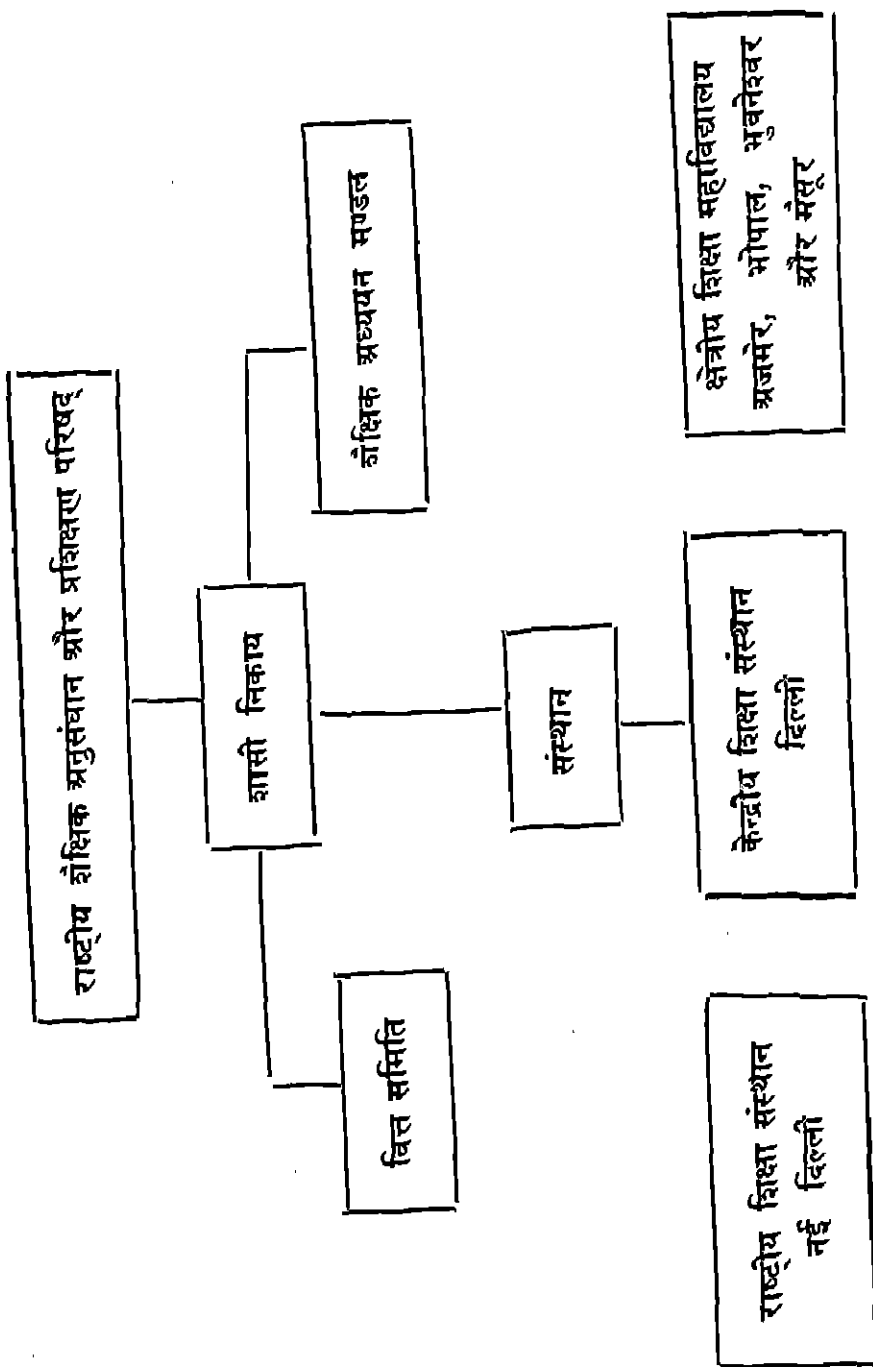 राष्ट्रीय शैक्षिक अनुसंधान और प्रशिक्षण परिषद्
शासी निकाय
वित्त समिति
शैक्षिक अध्ययन मण्डल
संस्थान
राष्ट्रीय शिक्षा संस्थान
नई दिल्ली
केन्द्रीय शिक्षा संस्थान
दिल्ली
क्षेत्रीय शिक्षा महाविद्यालय
अजमेर, भोपाल, भुवनेश्वर
और मैसूर